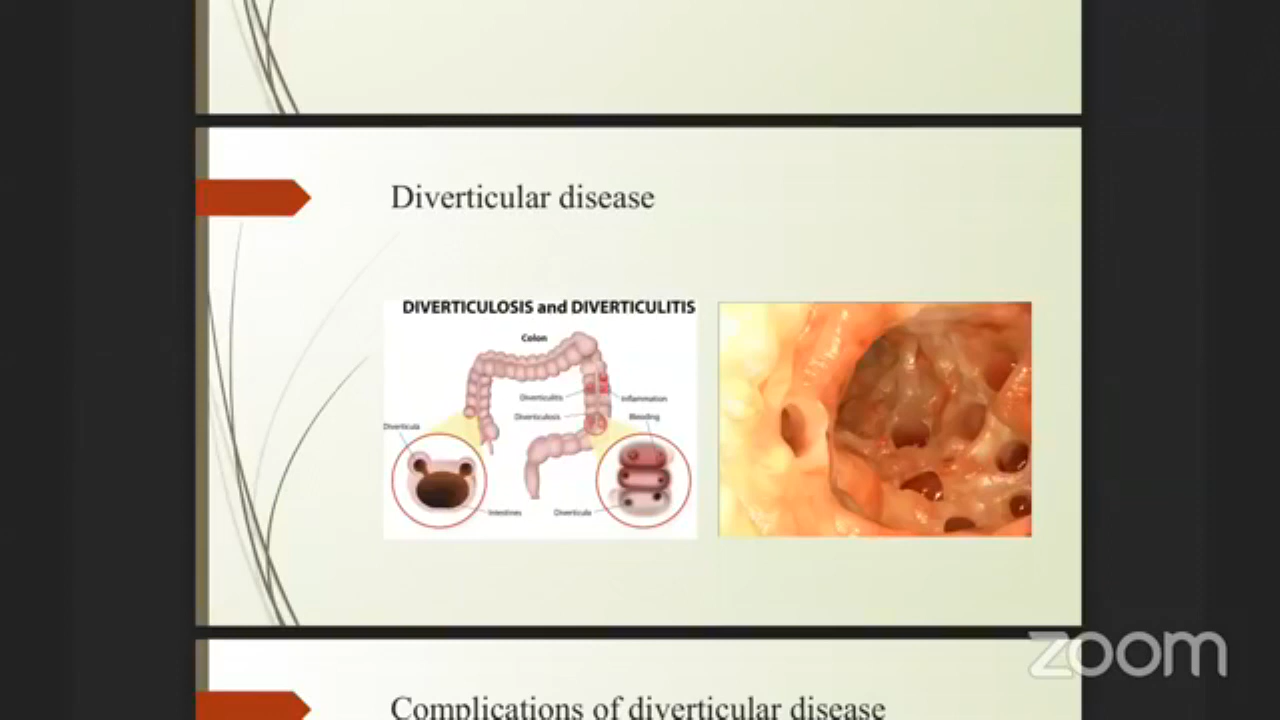 Diverticular disease
DIVERTICULOSIS and DIVERTICULITIS
Colon
Diverticulitis
Inflammation
Diverticulosis
Bleeding
Diverticula
Intestines
Diverticula
zoom
Complications of diverticular disease